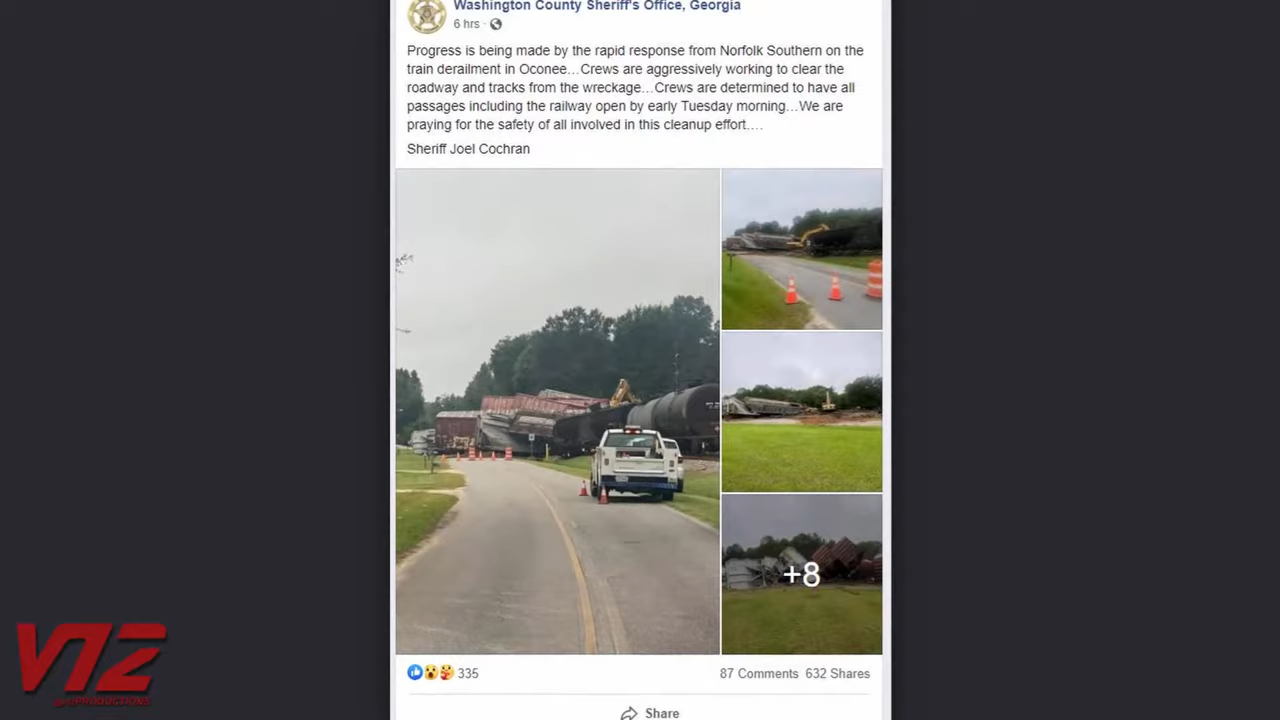 Washington County Sheriff's Office, Georgia
6 hrs ·
Progress is being made by the rapid response from Norfolk Southern on the
train derailment in Oconee…Crews are aggressively working to clear the
roadway and tracks from the wreckage…Crews are determined to have all
passages including the railway open by early Tuesday morning…We are
praying for the safety of all involved in this cleanup effort….
Sheriff Joel Cochran
+8
335
87 Comments 632 Shares
Share
V12
PRODUCTIONS